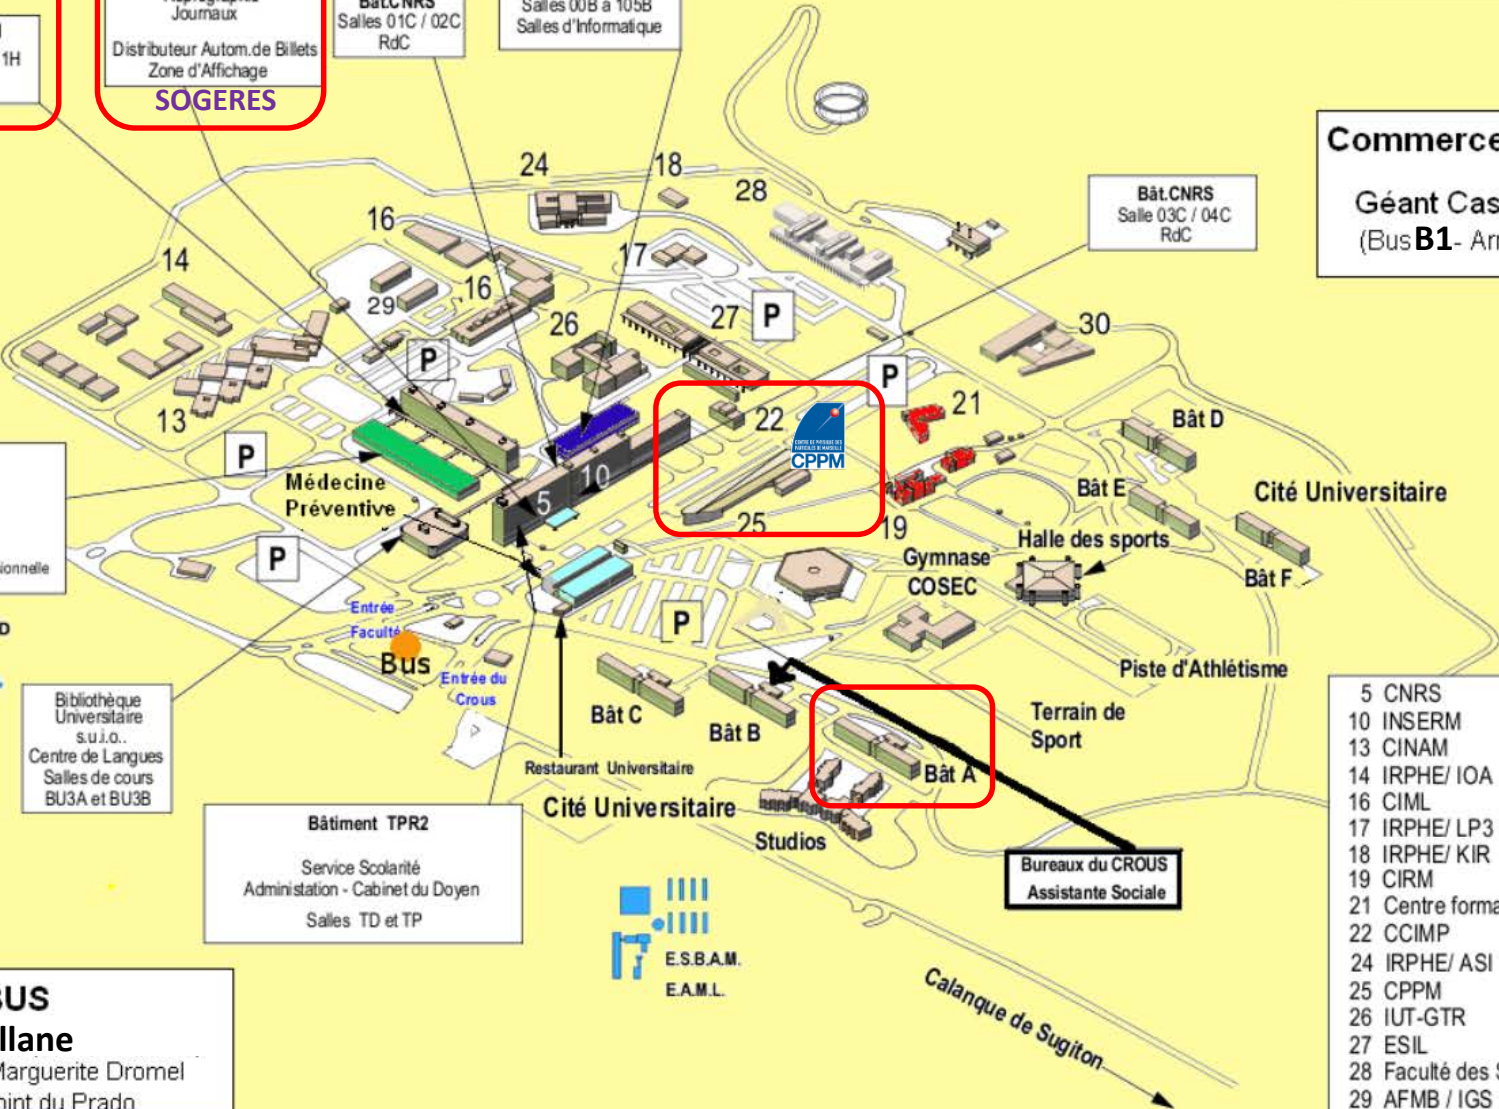 Journaux
Distributeur Autom.de Billets
Zone d'Affichage
SOGERES
1H
Bât.CNRS
Salles 01C / 02C
RdC
Salles 00B à 105B
Salles d'Informatique
Commerce
Géant Cas
(Bus B1 - Arr
Bât.CNRS
Salle 03C / 04C
RdC
24
18
28
16
17
14
29
16
26
27
P
30
P
P
13
22
21
CPPM
Bât D
P
Médecine
Préventive
10
5
25
19
Bât E
Cité Universitaire
Halle des sports
Gymnase
COSEC
Bât F
P
ionnelle
Entrée
Faculté
Bus
P
D
Entrée du
Crous
Piste d'Athlétisme
Bibliothèque
Universitaire
s.u.i.o..
Centre de Langues
Salles de cours
BU3A et BU3B
P
Bât C
Bât B
Terrain de
Sport
Bât A
Restaurant Universitaire
Cité Universitaire
Studios
Bâtiment TPR2
Service Scolarité
Administation - Cabinet du Doyen
Salles TD et TP
Bureaux du CROUS
Assistante Sociale
E.S.B.A.M.
E.A.M.L.
Calanque de Sugiton
BUS
llane
Marguerite Dromel
oint du Prado
5 CNRS
10 INSERM
13 CINAM
14 IRPHE/ IOA
16 CIML
17 IRPHE/ LP3
18 IRPHE/ KIR
19 CIRM
21 Centre forma
22 CCIMP
24 IRPHE/ ASI
25 CPPM
26 IUT-GTR
27 ESIL
28 Faculté des S
29 AFMB / IGS